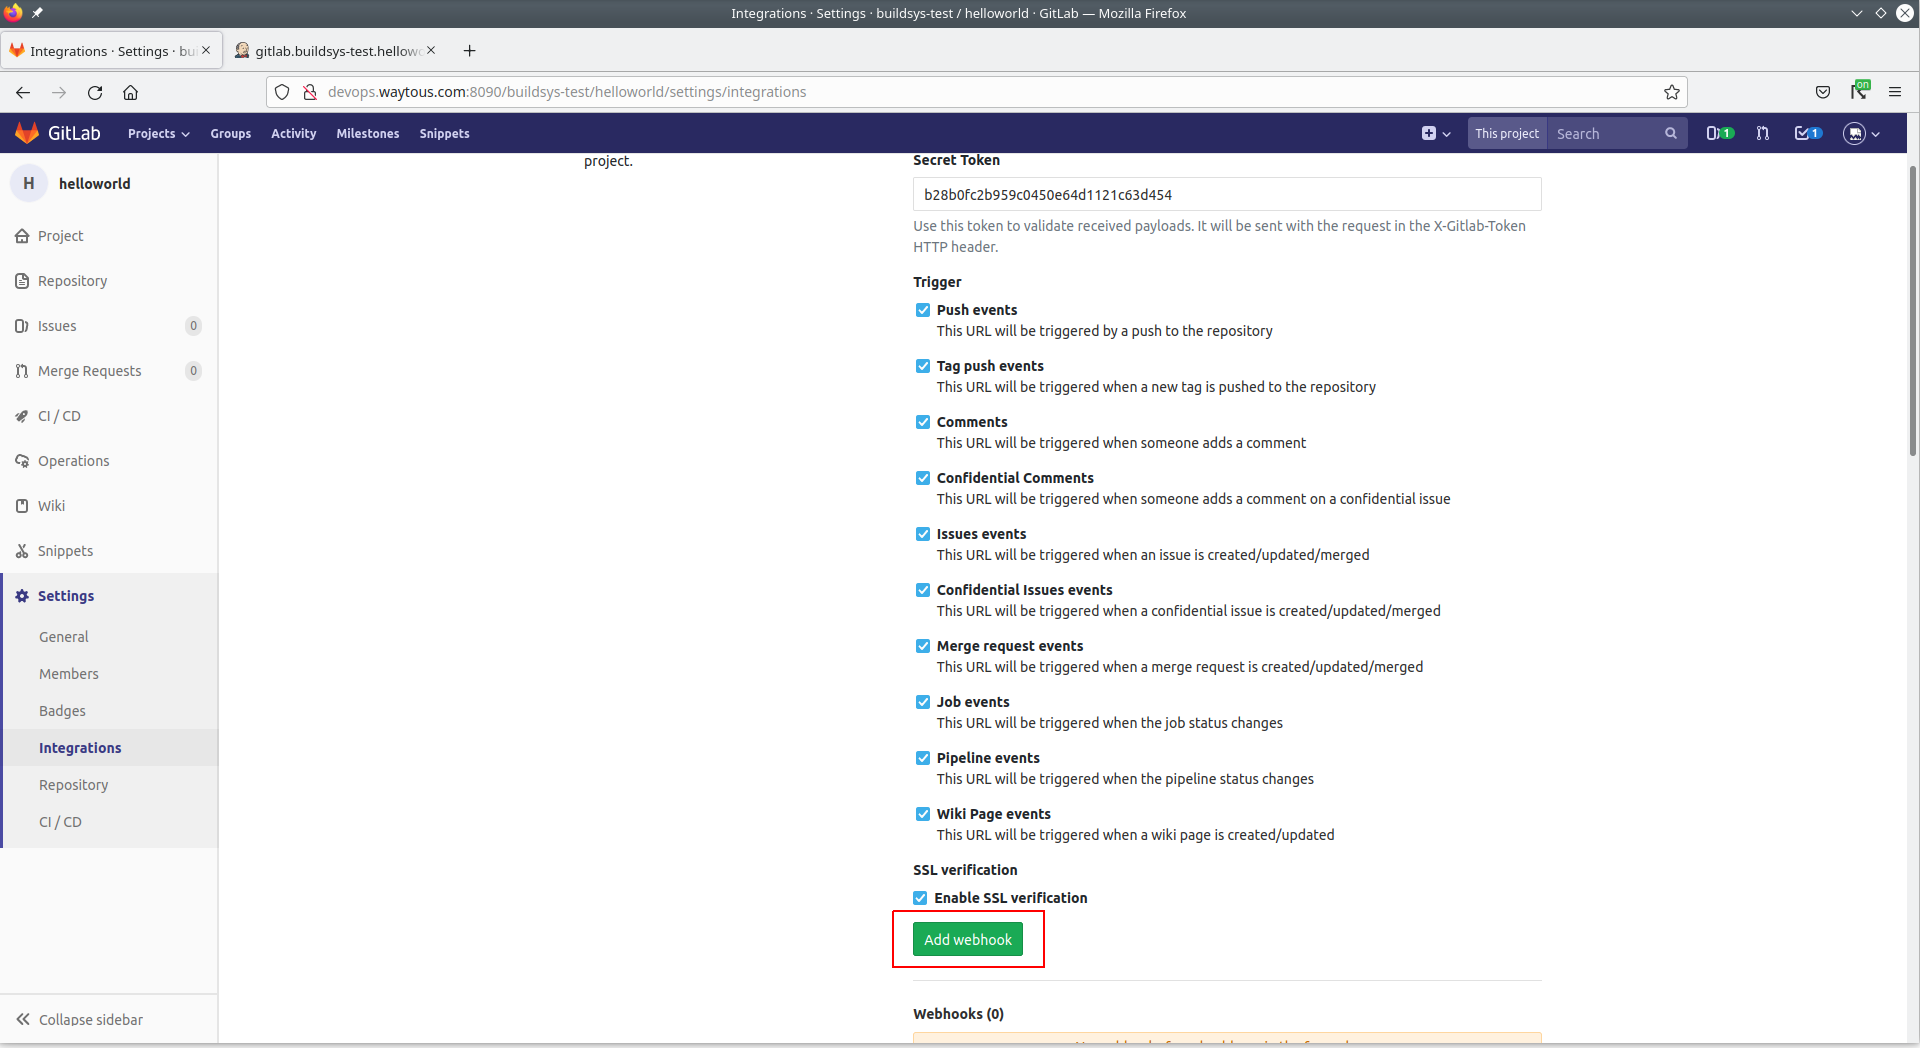 Integrations · Settings · buildsys-test / helloworld · GitLab — Mozilla Firefox
Integrations · Settings · bu
gitlab.buildsys-test.hellow
devops.waytous.com:8090/buildsys-test/helloworld/settings/integrations
on
GitLab
Projects
Groups
Activity
Milestones
Snippets
This project
Search
1
1
H
helloworld
Project
Repository
Issues
0
Merge Requests
0
CI / CD
Operations
Wiki
Snippets
Settings
General
Members
Badges
Integrations
Repository
CI / CD
Collapse sidebar
project.
Secret Token
b28b0fc2b959c0450e64d1121c63d454
Use this token to validate received payloads. It will be sent with the request in the X-Gitlab-Token
HTTP header.
Trigger
Push events
This URL will be triggered by a push to the repository
Tag push events
This URL will be triggered when a new tag is pushed to the repository
Comments
This URL will be triggered when someone adds a comment
Confidential Comments
This URL will be triggered when someone adds a comment on a confidential issue
Issues events
This URL will be triggered when an issue is created/updated/merged
Confidential Issues events
This URL will be triggered when a confidential issue is created/updated/merged
Merge request events
This URL will be triggered when a merge request is created/updated/merged
Job events
This URL will be triggered when the job status changes
Pipeline events
This URL will be triggered when the pipeline status changes
Wiki Page events
This URL will be triggered when a wiki page is created/updated
SSL verification
Enable SSL verification
Add webhook
Webhooks (0)